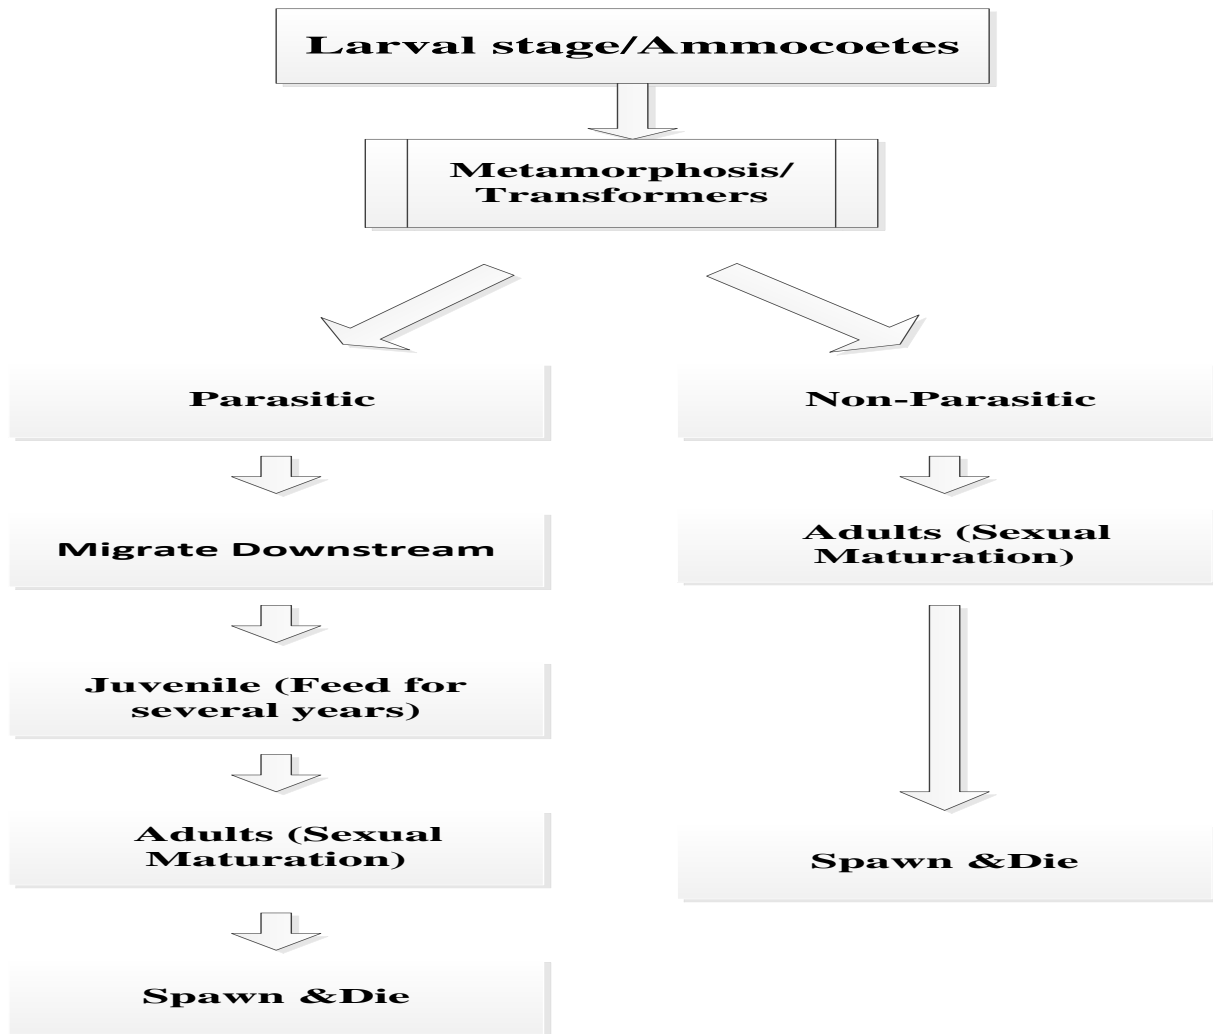 Larval stage/Ammocoetes
Metamorphosis/
Transformers
Parasitic
Migrate Downstream
Juvenile (Feed for
several years)
Adults (Sexual
Maturation)
Spawn &Die
Non-Parasitic
Adults (Sexual
Maturation)
Spawn &Die